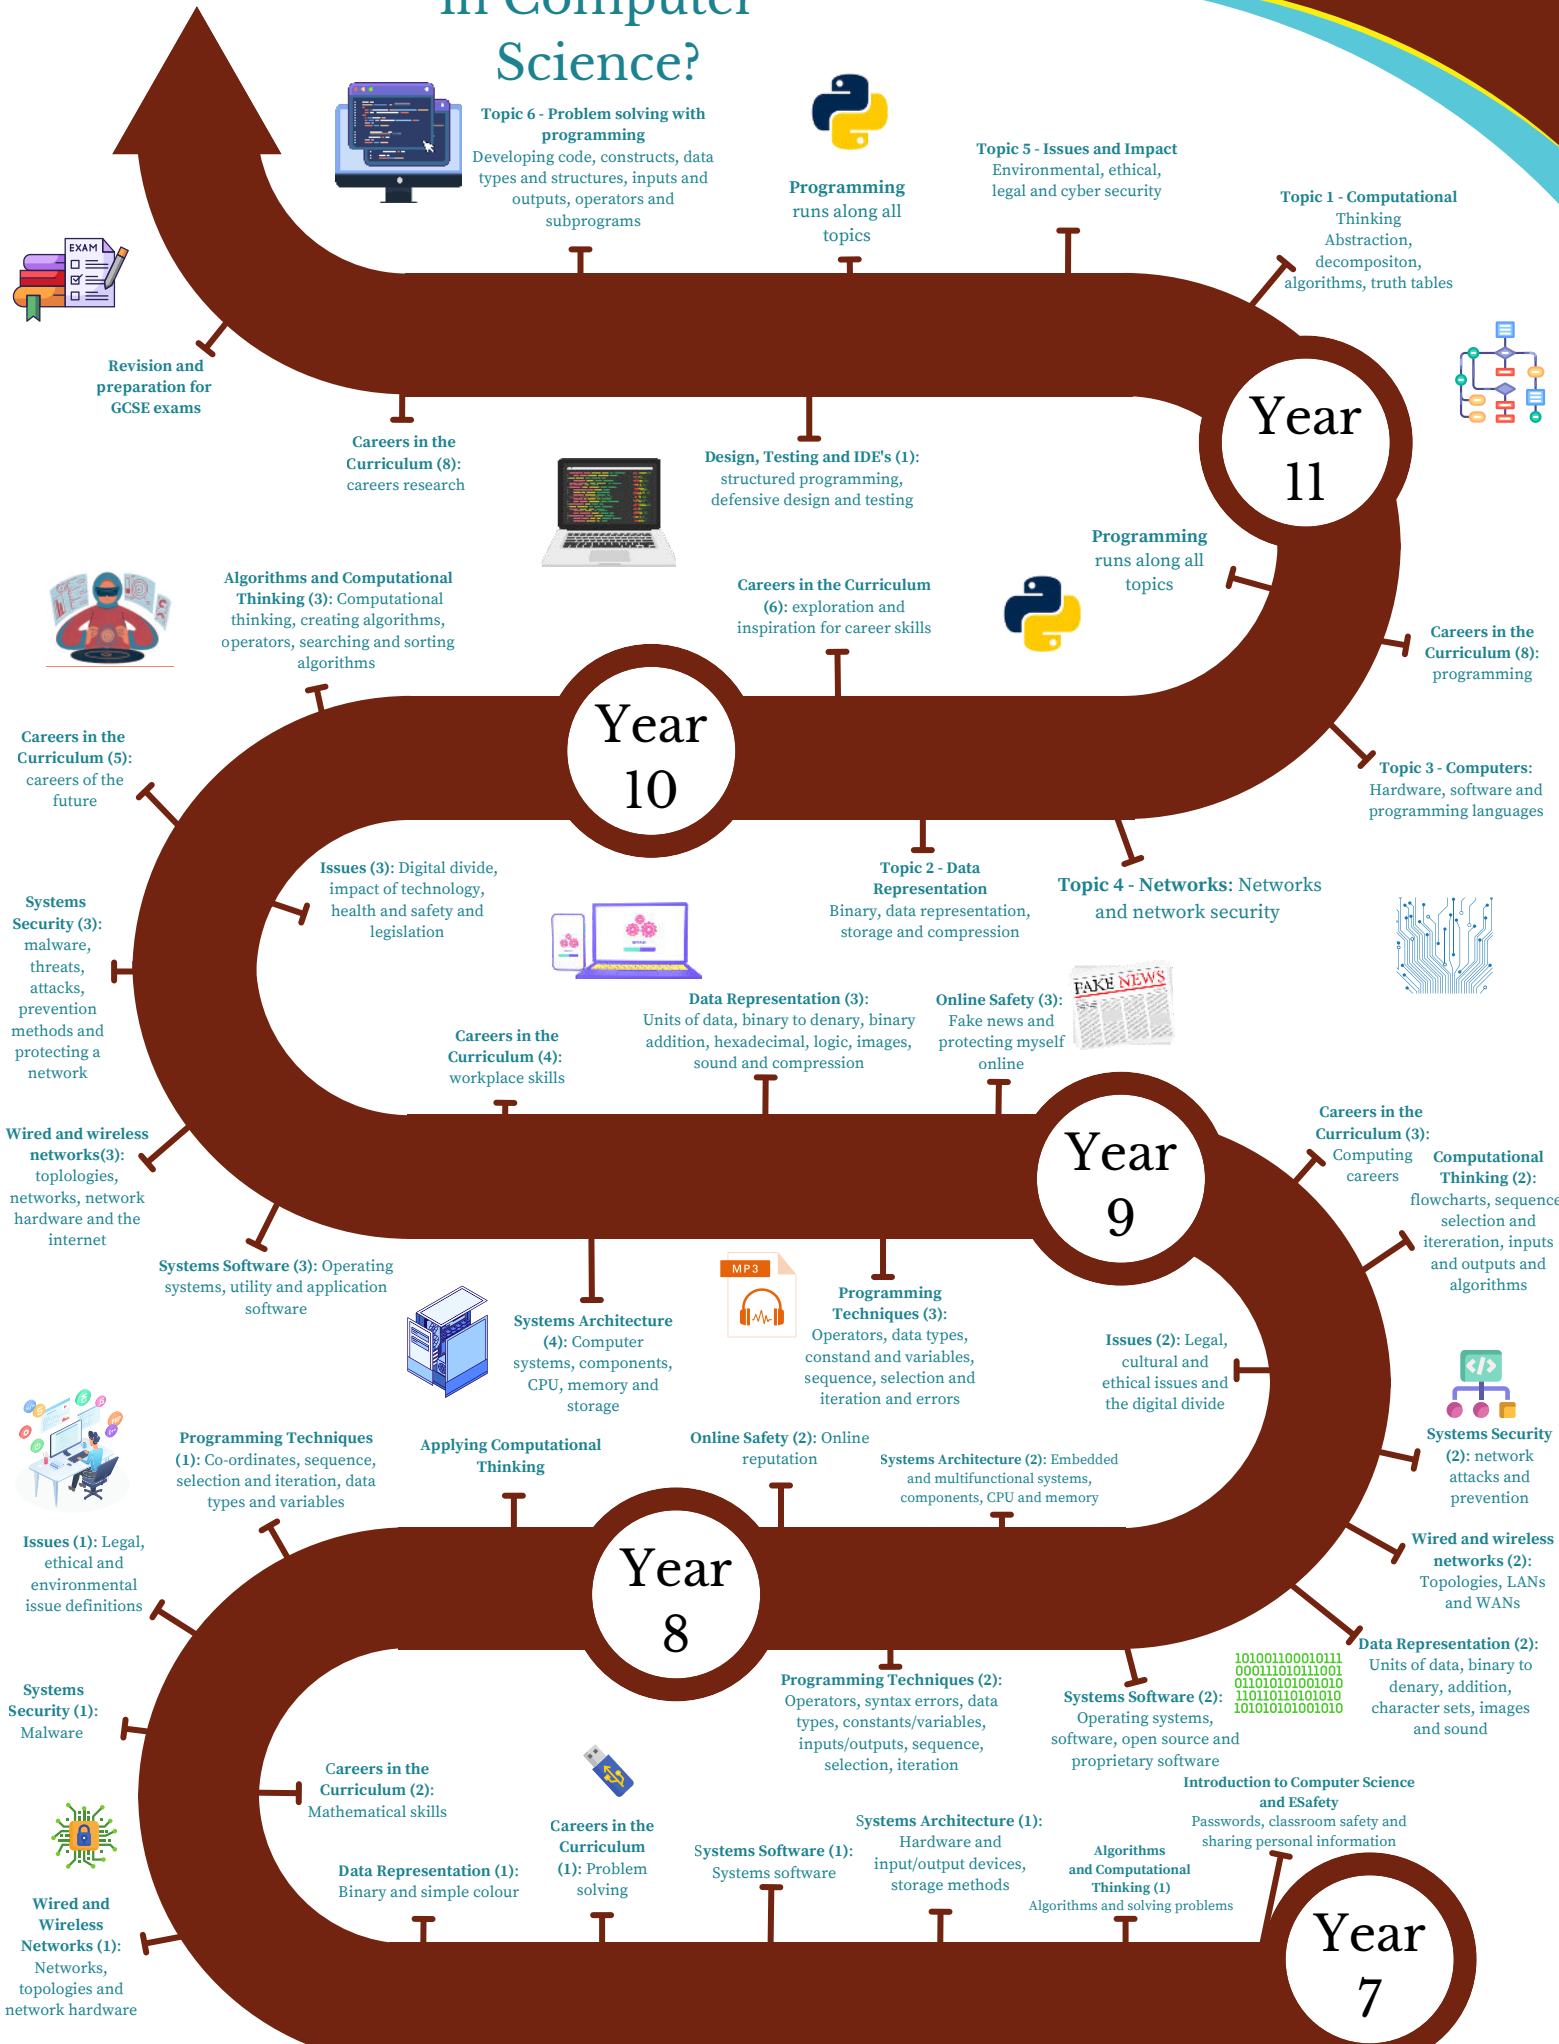 in Computer
Science?
Topic 6 - Problem solving with
programming
Developing code, constructs, data
types and structures, inputs and
outputs, operators and
subprograms
Programming
runs along all
topics
Topic 5 - Issues and Impact
Environmental, ethical,
legal and cyber security
Topic 1 - Computational
Thinking
Abstraction,
decompositon,
algorithms, truth tables
EXAM
Revision and
preparation for
GCSE exams
Year
11
Careers in the
Curriculum (8):
careers research
Design, Testing and IDE's (1):
structured programming,
defensive design and testing
Programming
runs along all
topics
Algorithms and Computational
Thinking (3): Computational
thinking, creating algorithms,
operators, searching and sorting
algorithms
Careers in the Curriculum
(6): exploration and
inspiration for career skills
Careers in the
Curriculum (8):
programming
Year
10
Careers in the
Curriculum (5):
careers of the
future
Topic 3 - Computers:
Hardware, software and
programming languages
Issues (3): Digital divide,
impact of technology,
health and safety and
legislation
Topic 2 - Data
Representation
Binary, data representation,
storage and compression
Topic 4 - Networks: Networks
and network security
Systems
Security (3):
malware,
threats,
attacks,
prevention
methods and
protecting a
network
Careers in the
Curriculum (4):
workplace skills
Data Representation (3):
Units of data, binary to denary, binary
addition, hexadecimal, logic, images,
sound and compression
Online Safety (3):
Fake news and
protecting myself
online
FAKE NEWS
Year
9
Careers in the
Curriculum (3):
Computing
careers
Computational
Thinking (2):
flowcharts, sequence
selection and
itereration, inputs
and outputs and
algorithms
Wired and wireless
networks(3):
toplologies,
networks, network
hardware and the
internet
Systems Software (3): Operating
systems, utility and application
software
Systems Architecture
(4): Computer
systems, components,
CPU, memory and
storage
MP3
Programming
Techniques (3):
Operators, data types,
constand and variables,
sequence, selection and
iteration and errors
Issues (2): Legal,
cultural and
ethical issues and
the digital divide
</>
Systems Security
(2): network
attacks and
prevention
Programming Techniques
(1): Co-ordinates, sequence,
selection and iteration, data
types and variables
Applying Computational
Thinking
Online Safety (2): Online
reputation
Systems Architecture (2): Embedded
and multifunctional systems,
components, CPU and memory
Wired and wireless
networks (2):
Topologies, LANs
and WANs
Issues (1): Legal,
ethical and
environmental
issue definitions
Year
8
Data Representation (2):
Units of data, binary to
denary, addition,
character sets, images
and sound
101001100010111
000111010111001
011010101001010
110110110101010
101010101001010
Programming Techniques (2):
Operators, syntax errors, data
types, constants/variables,
inputs/outputs, sequence,
selection, iteration
Systems Software (2):
Operating systems,
software, open source and
proprietary software
Systems
Security (1):
Malware
Careers in the
Curriculum (2):
Mathematical skills
Introduction to Computer Science
and ESafety
Passwords, classroom safety and
sharing personal information
Data Representation (1):
Binary and simple colour
Careers in the
Curriculum
(1): Problem
solving
Systems Software (1):
Systems software
Systems Architecture (1):
Hardware and
input/output devices,
storage methods
Algorithms
and Computational
Thinking (1)
Algorithms and solving problems
Wired and
Wireless
Networks (1):
Networks,
topologies and
network hardware
Year
7